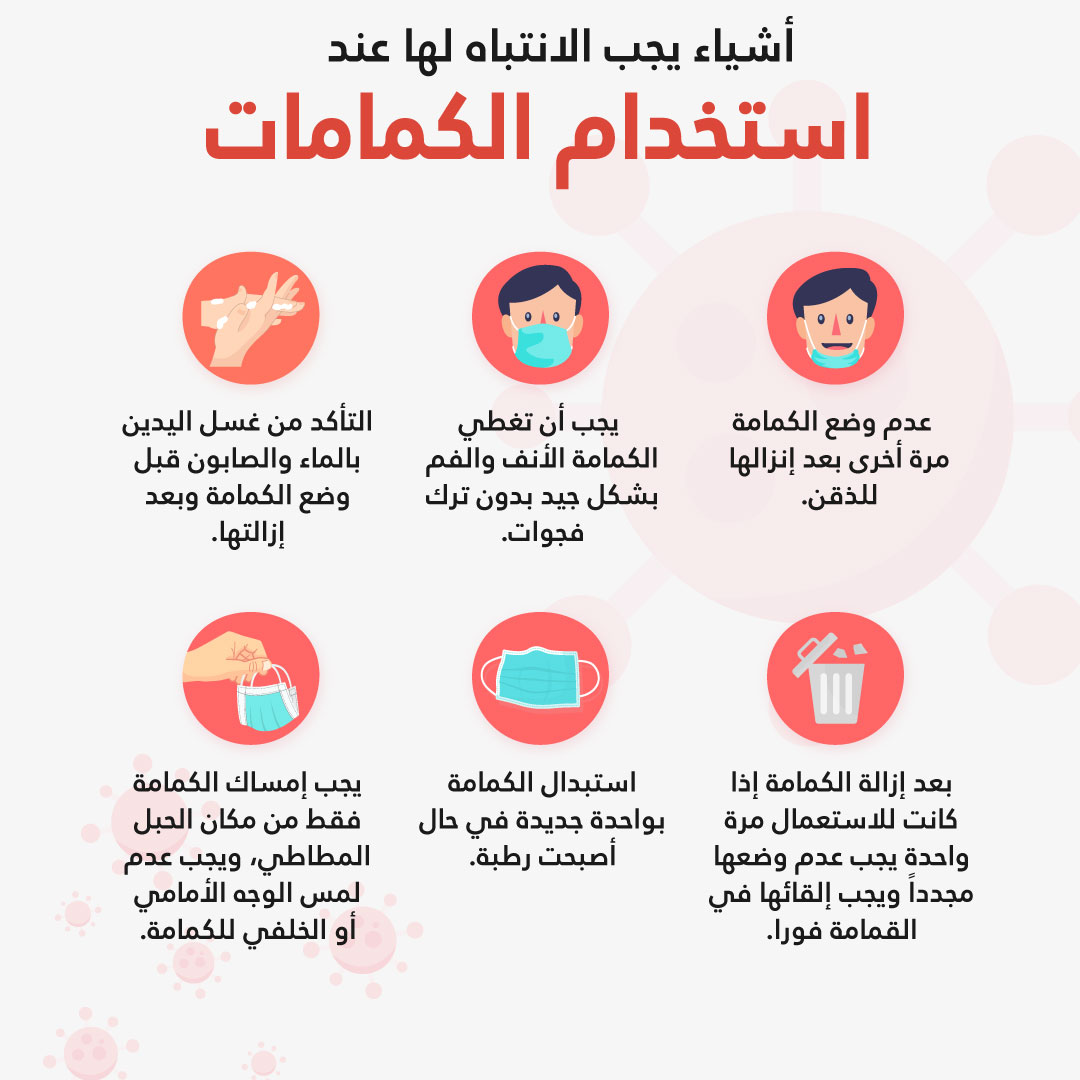 أشياء يجب الانتباه لها عند
استخدام الكمامات
عدم وضع الكمامة
مرة أخرى بعد إنزالها
للذقن.
يجب أن تغطي
الكمامة الأنف والفم
بشكل جيد بدون ترك
فجوات.
التأكد من غسل اليدين
بالماء والصابون قبل
وضع الكمامة وبعد
إزالتها.
بعد إزالة الكمامة إذا
كانت للاستعمال مرة
واحدة يجب عدم وضعها
مجدداً ويجب إلقائها في
القمامة فورا.
استبدال الكمامة
بواحدة جديدة في حال
أصبحت رطبة.
يجب إمساك الكمامة
فقط من مكان الحبل
المطاطي، ويجب عدم
لمس الوجه الأمامي
أو الخلفي للكمامة.